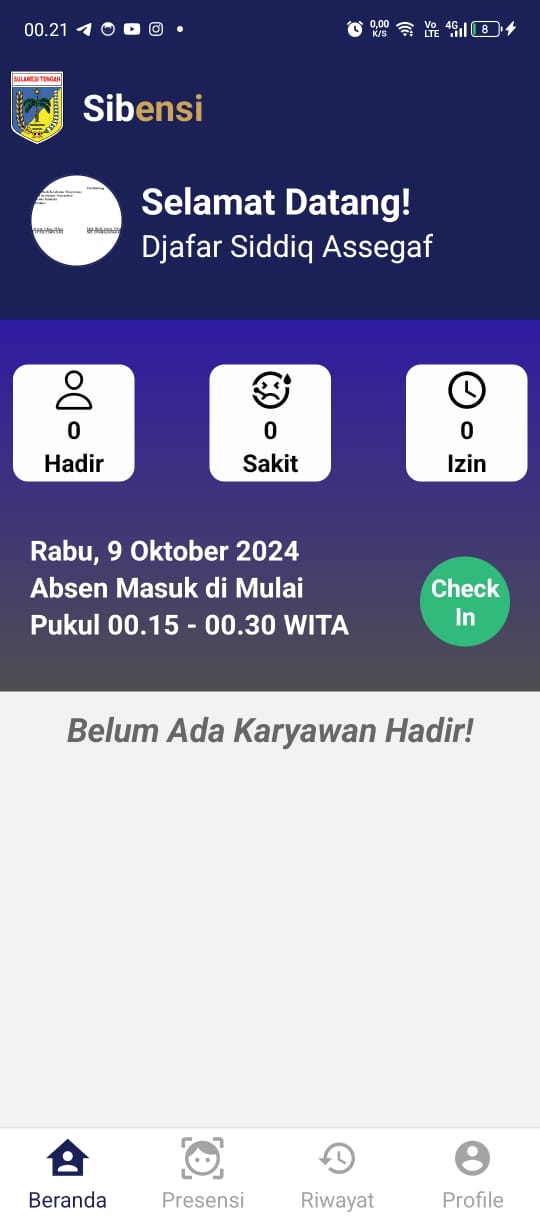 00.21
0,00
K/S
Vo
LTE
4G
8
SULAWESI TENGAH
Sibensi
Selamat Datang!
Djafar Siddiq Assegaf
0
Hadir
0
Sakit
0
Izin
Rabu, 9 Oktober 2024
Absen Masuk di Mulai
Pukul 00.15 - 00.30 WITA
Check
In
Belum Ada Karyawan Hadir!
Beranda
Presensi
Riwayat
Profile